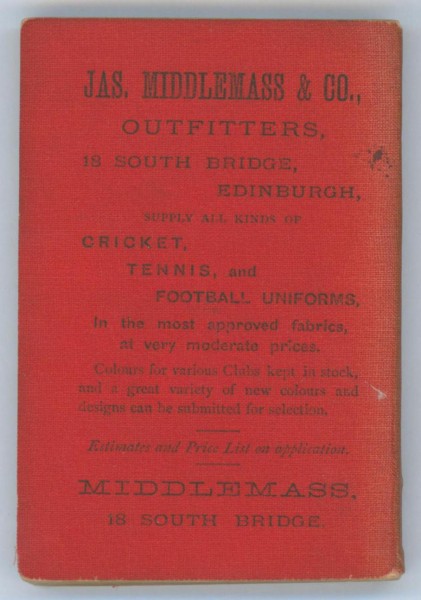 JAS. MIDDLEMASS & CO.,
OUTFITTERS,
18 SOUTH BRIDGE,
EDINBURGH,
SUPPLY ALL KINDS OF
CRICKET,
TENNIS, and
FOOTBALL UNIFORMS,
In the most approved fabrics,
at very moderate prices.
Colours for various Clubs kept in stock,
and a great variety of new colours and
designs can be submitted for selection.
Estimates and Price List on application.
MIDDLEMASS,
18 SOUTH BRIDGE.